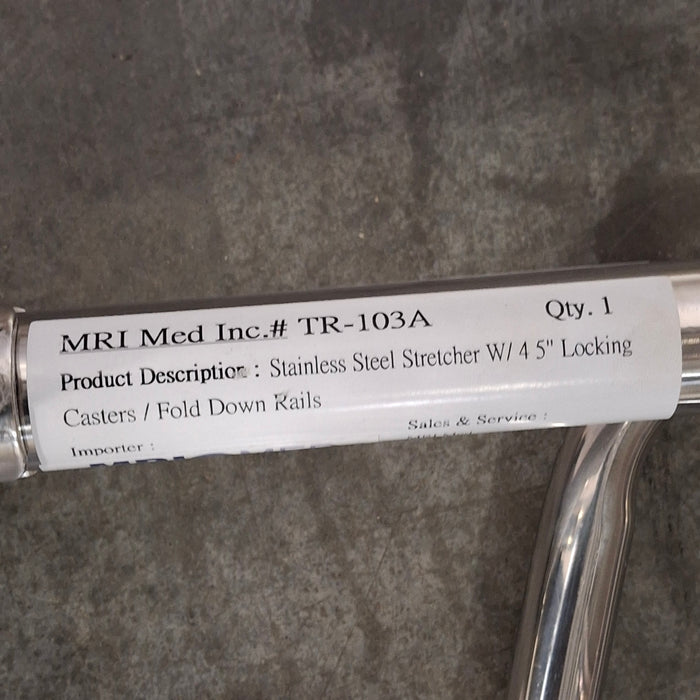 MRI Med Inc.# TR-103A Qty. 1
Product Description : Stainless Steel Stretcher W/ 4 5" Locking
Casters / Fold Down Rails
Importer : Sales & Service :